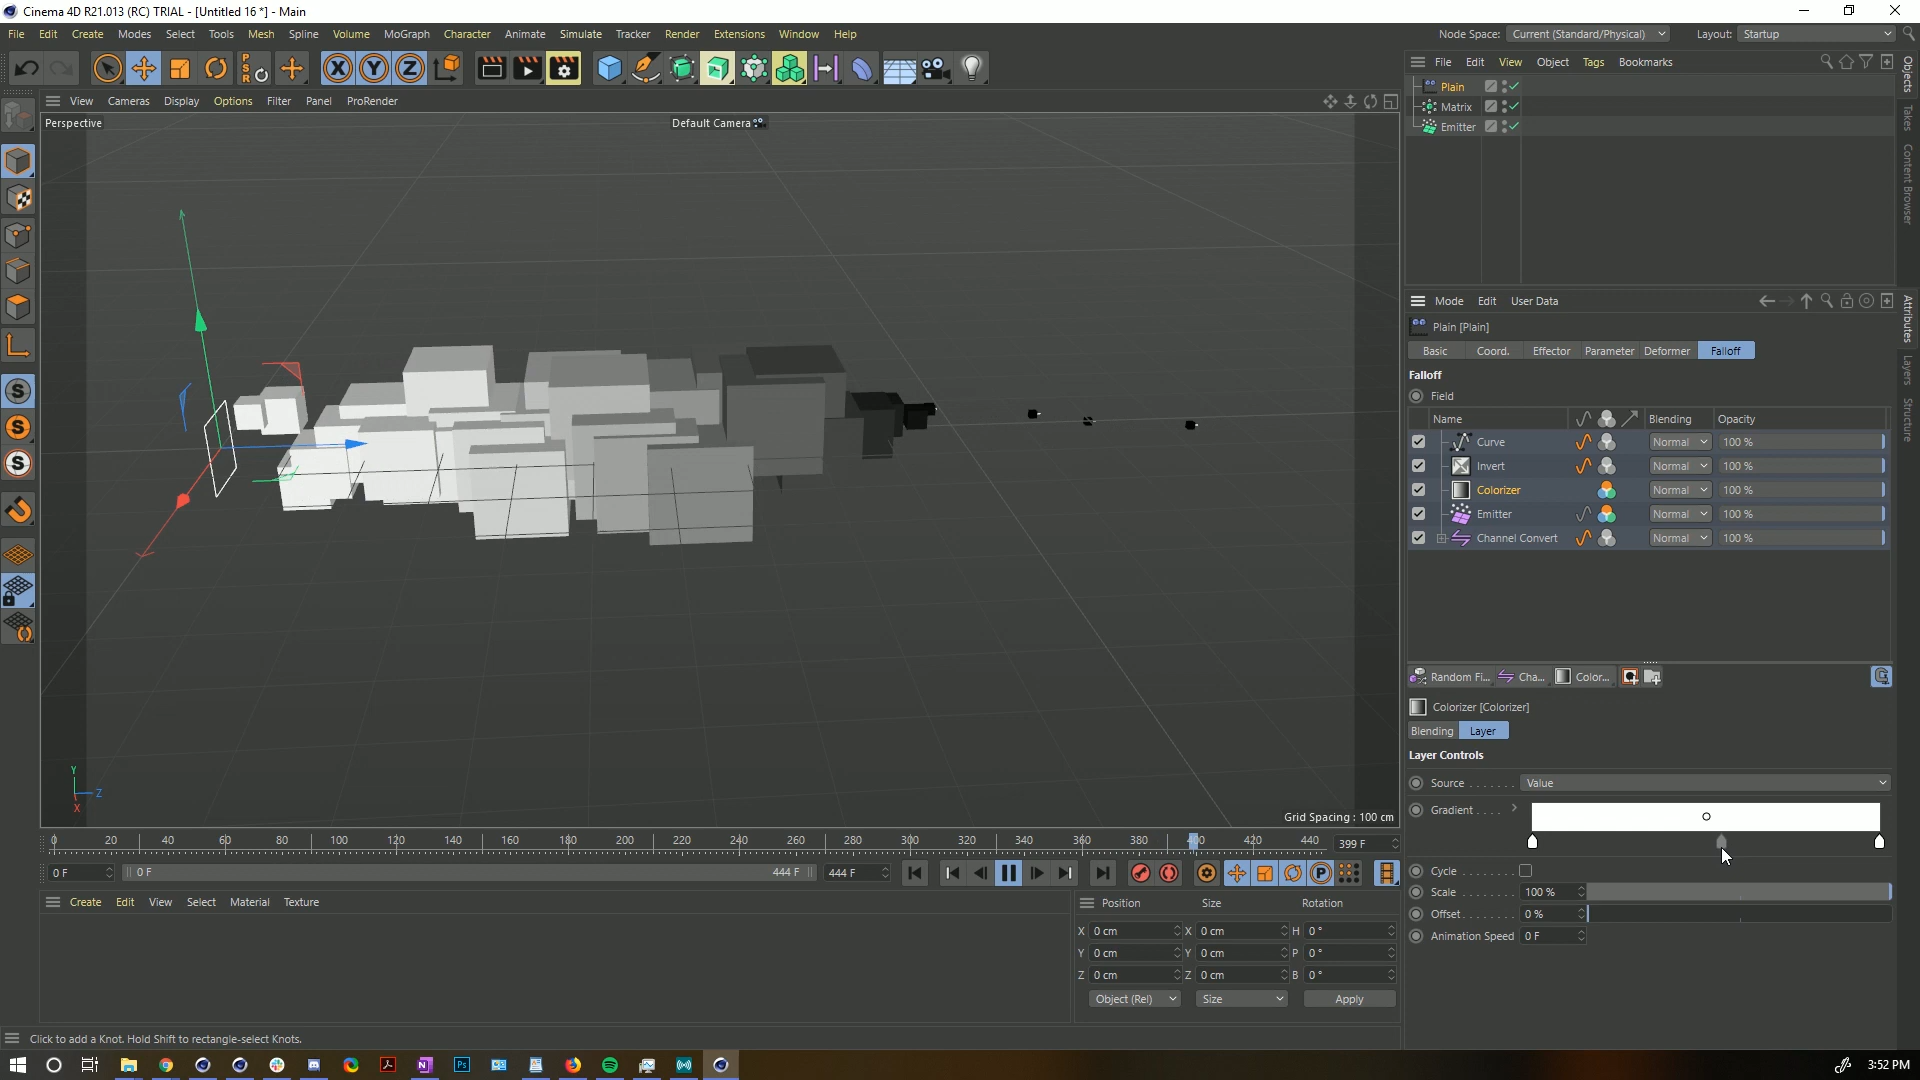 Cinema 4D R21.013 (RC) TRIAL - [Untitled 16 *] - Main
File Edit Create Modes Select Tools Mesh Spline Volume MoGraph Character Animate Simulate Tracker Render Extensions Window Help
Node Space: Current (Standard/Physical) Layout: Startup
X Y Z
View Cameras Display Options Filter Panel ProRender
Perspective
Default Camera
Grid Spacing : 100 cm
Y
Z
X
0 20 40 60 80 100 120 140 160 180 200 220 240 260 280 300 320 340 360 380 400 420 440 399 F
0 F 0 F 444 F 444 F
Create Edit View Select Material Texture
Position Size Rotation
X 0 cm X 0 cm H 0 °
Y 0 cm Y 0 cm P 0 °
Z 0 cm Z 0 cm B 0 °
Object (Rel) Size Apply
Click to add a Knot. Hold Shift to rectangle-select Knots.
File Edit View Object Tags Bookmarks
Plain
Matrix
Emitter
Objects
Takes
Content Browser
Mode Edit User Data
Plain [Plain]
Basic Coord. Effector Parameter Deformer Falloff
Falloff
Field
Name Blending Opacity
Curve Normal 100 %
Invert Normal 100 %
Colorizer Normal 100 %
Emitter Normal 100 %
Channel Convert Normal 100 %
Random Fi... Cha... Color...
Colorizer [Colorizer]
Blending Layer
Layer Controls
Source Value
Gradient
Cycle
Scale 100 %
Offset 0 %
Animation Speed 0 F
Attributes
Layers
Structure
3:52 PM